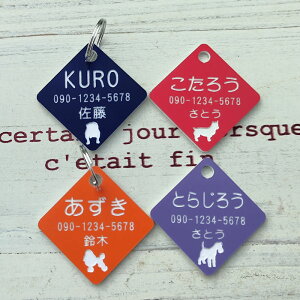 KURO
090-1234-5678
佐藤
こたろう
090-1234-5678
さとう
certain jour
rsque
c'était fin
あずき
090-1234-5678
鈴木
とらじろう
090-1234-5678
さとう